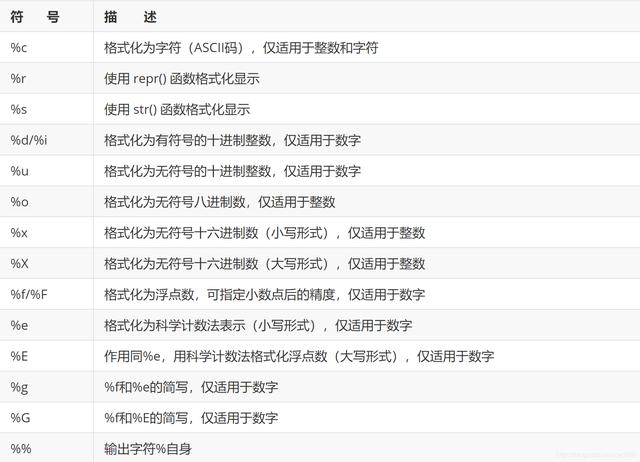 符 号 描 述
%c 格式化为字符（ASCII码），仅适用于整数和字符
%r 使用 repr() 函数格式化显示
%s 使用 str() 函数格式化显示
%d/%i 格式化为有符号的十进制整数，仅适用于数字
%u 格式化为无符号的十进制整数，仅适用于数字
%o 格式化为无符号八进制数，仅适用于整数
%x 格式化为无符号十六进制数（小写形式），仅适用于整数
%X 格式化为无符号十六进制数（大写形式），仅适用于整数
%f/%F 格式化为浮点数，可指定小数点后的精度，仅适用于数字
%e 格式化为科学计数法表示（小写形式），仅适用于数字
%E 作用同%e，用科学计数法格式化浮点数（大写形式），仅适用于数字
%g %f和%e的简写，仅适用于数字
%G %f和%E的简写，仅适用于数字
%% 输出字符%自身